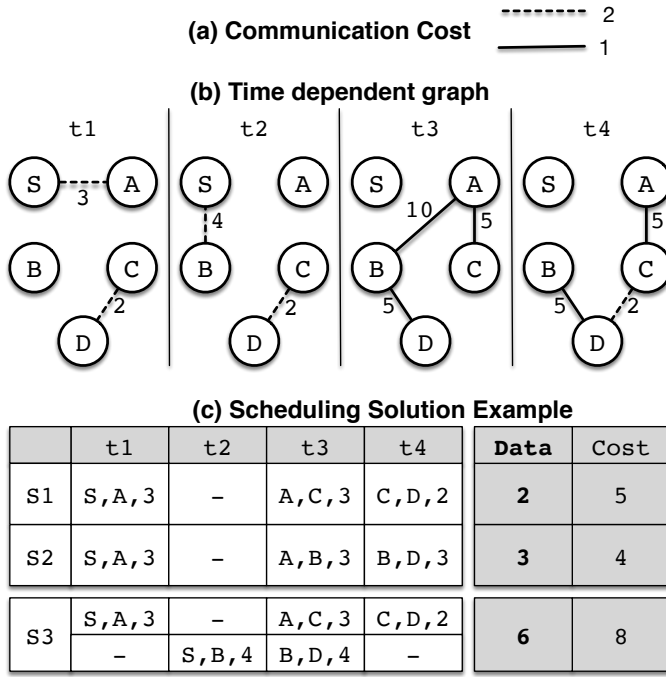 (a) Communication Cost
2
1
(b) Time dependent graph
t1 t2 t3 t4
S A S A S A S A
3 4 10 5 5
B C B C B C B C
2 2 5 5 2
D D D D
(c) Scheduling Solution Example
t1 t2 t3 t4 Data Cost
S1 S,A,3 – A,C,3 C,D,2 2 5
S2 S,A,3 – A,B,3 B,D,3 3 4
S3 S,A,3 – A,C,3 C,D,2 6 8
– S,B,4 B,D,4 –